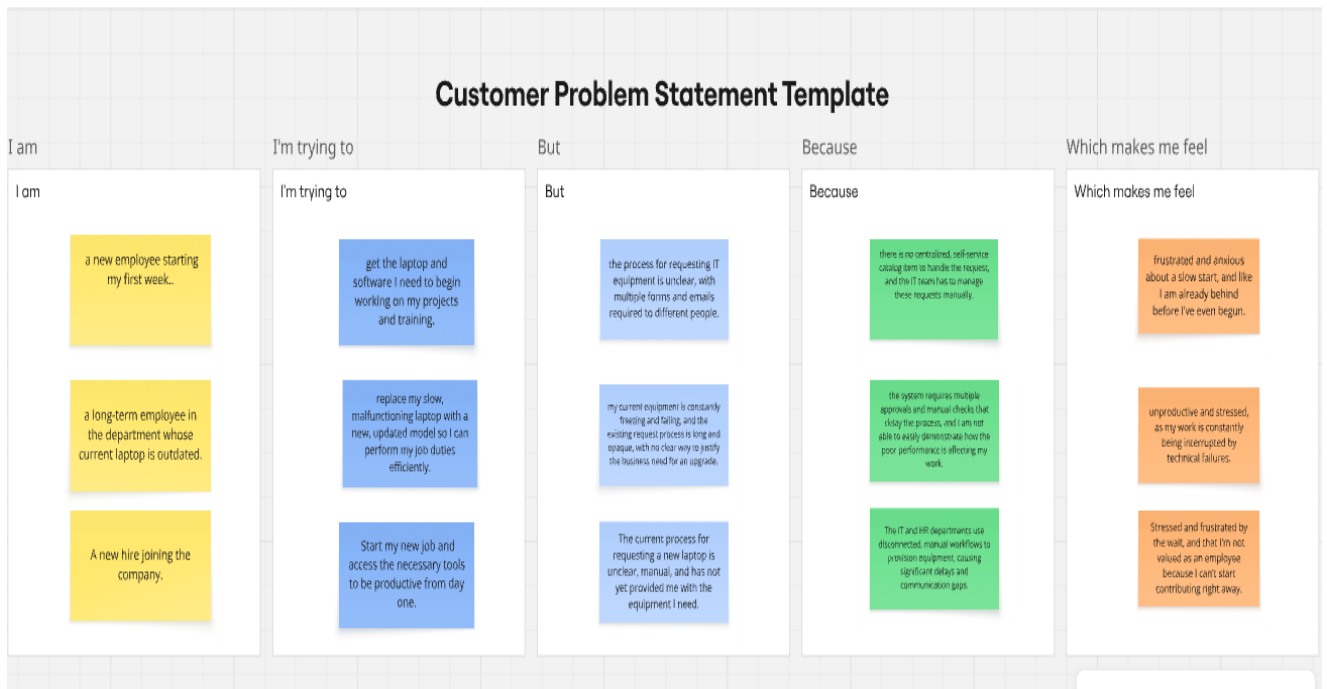 Customer Problem Statement Template
I am
I'm trying to
But
Because
Which makes me feel
I am
I'm trying to
But
Because
Which makes me feel
a new employee starting
my first week...
get the laptop and
software I need to begin
working on my projects
and training.
the process for requesting IT
equipment is unclear, with
multiple forms and emails
required to different people.
there is no centralized, self-service
catalog item to handle the request,
and the IT team has to manage
these requests manually.
frustrated and anxious
about a slow start, and like
I am already behind
before I've even begun.
a long-term employee in
the department whose
current laptop is outdated.
replace my slow,
malfunctioning laptop with a
new, updated model so I can
perform my job duties
efficiently.
my current equipment is constantly
freezing and failing, and the
existing request process is long and
opaque, with no clear way to justify
the business need for an upgrade.
the system requires multiple
approvals and manual checks that
delay the process, and I am not
able to easily demonstrate how the
poor performance is affecting my
work.
unproductive and stressed,
as my work is constantly
being interrupted by
technical failures.
A new hire joining the
company.
Start my new job and
access the necessary tools
to be productive from day
one.
The current process for
requesting a new laptop is
unclear, manual, and has not
yet provided me with the
equipment I need.
The IT and HR departments use
disconnected, manual workflows to
provision equipment, causing
significant delays and
communication gaps.
Stressed and frustrated by
the wait, and that I'm not
valued as an employee
because I can't start
contributing right away.